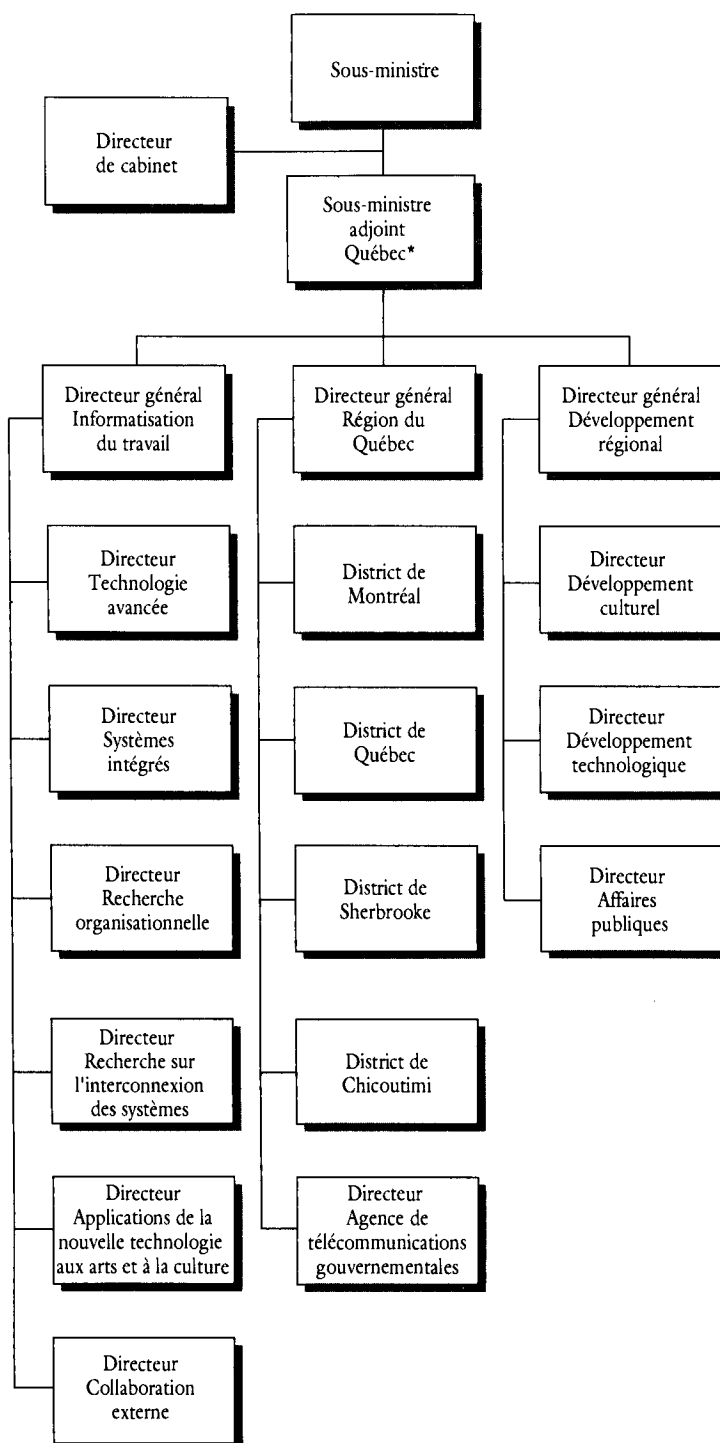 Sous-ministre
Directeur
de cabinet
Sous-ministre
adjoint
Québec*
Directeur général
Informatisation
du travail
Directeur
Technologie
avancée
Directeur
Systèmes
intégrés
Directeur
Recherche
organisationnelle
Directeur
Recherche sur
l'interconnexion
des systèmes
Directeur
Applications de la
nouvelle technologie
aux arts et à la culture
Directeur
Collaboration
externe
Directeur général
Région du
Québec
District de
Montréal
District de
Québec
District de
Sherbrooke
District de
Chicoutimi
Directeur
Agence de
télécommunications
gouvernementales
Directeur général
Développement
régional
Directeur
Développement
culturel
Directeur
Développement
technologique
Directeur
Affaires
publiques